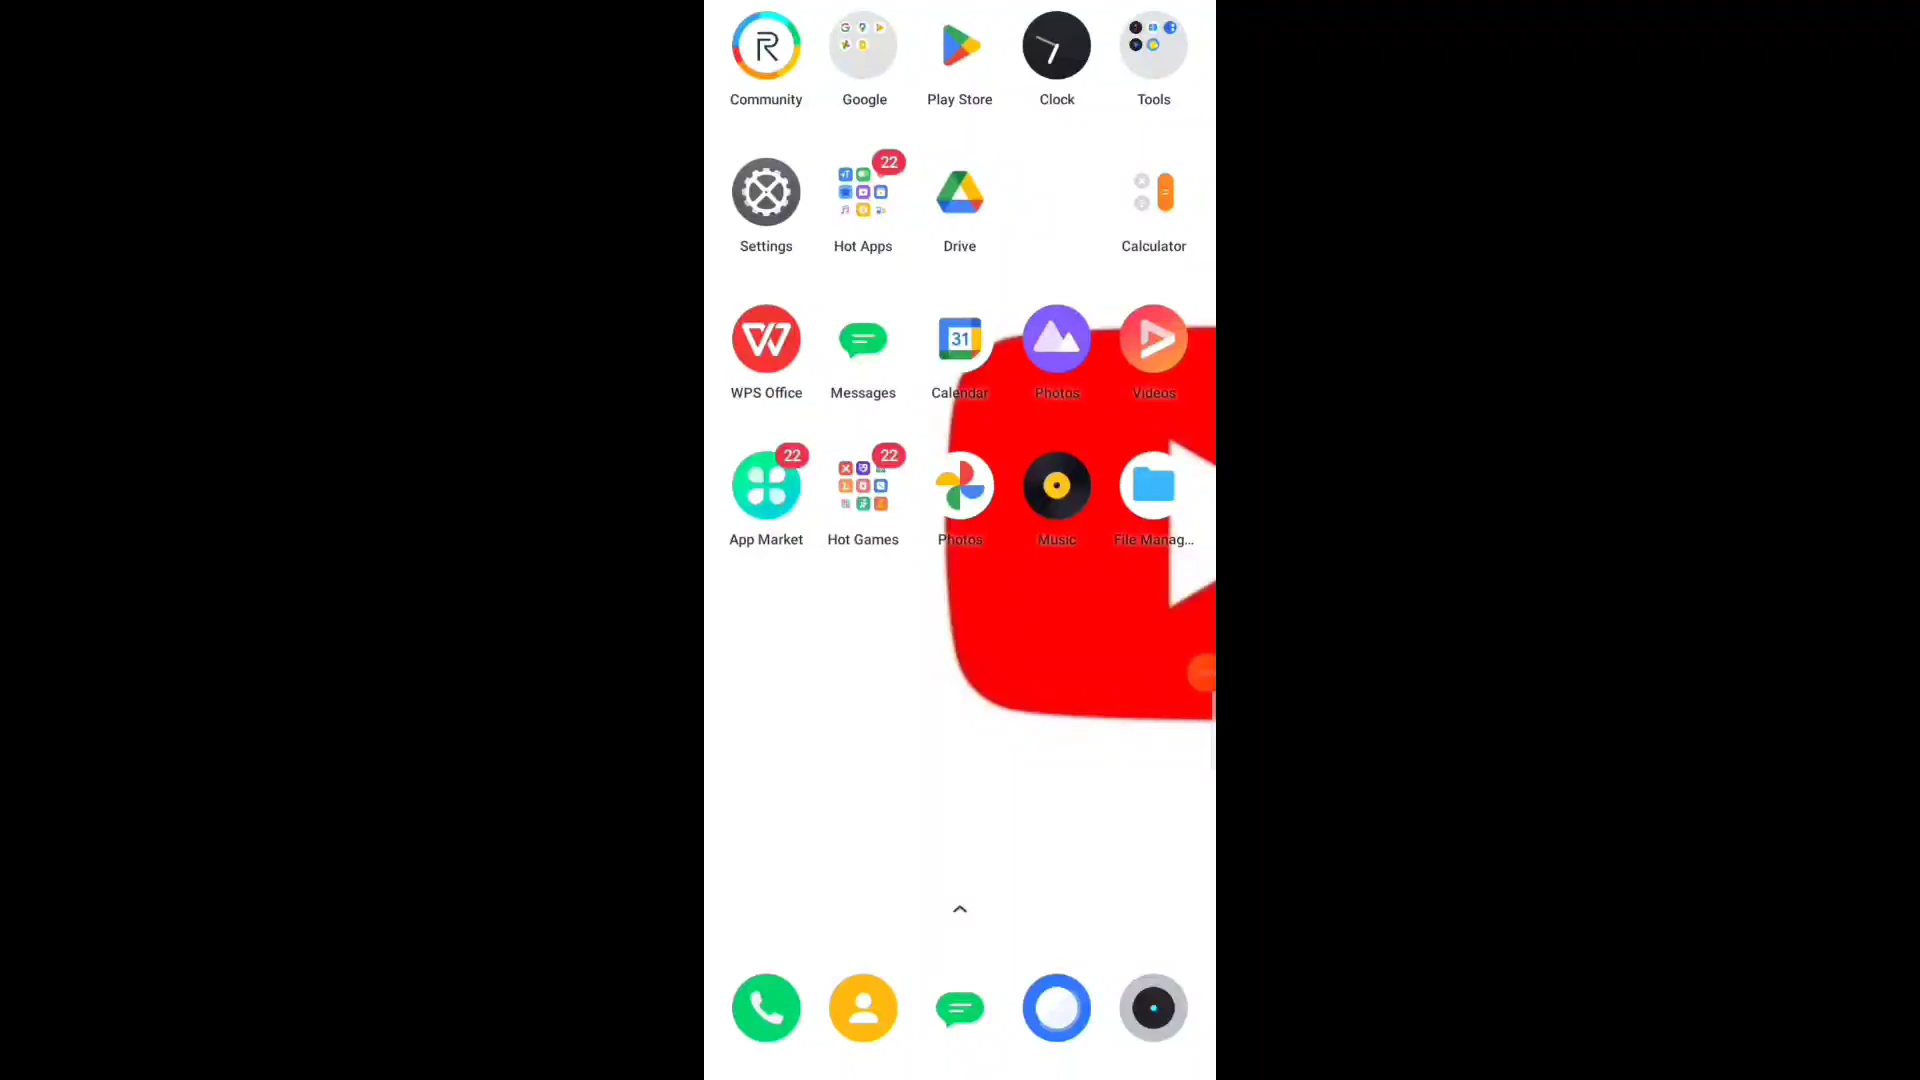 Community Google Play Store Clock Tools
22
Settings Hot Apps Drive Calculator
31
WPS Office Messages Calendar Photos Videos
22 22
App Market Hot Games Photos Music File Manag...